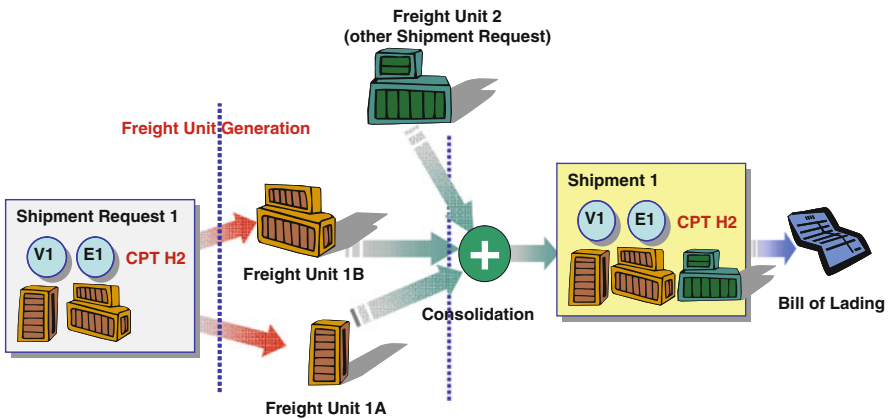 Freight Unit 2
(other Shipment Request)
Freight Unit Generation
Shipment Request 1
V1
E1
CPT H2
Freight Unit 1B
Freight Unit 1A
Consolidation
Shipment 1
V1
E1
CPT H2
Bill of Lading